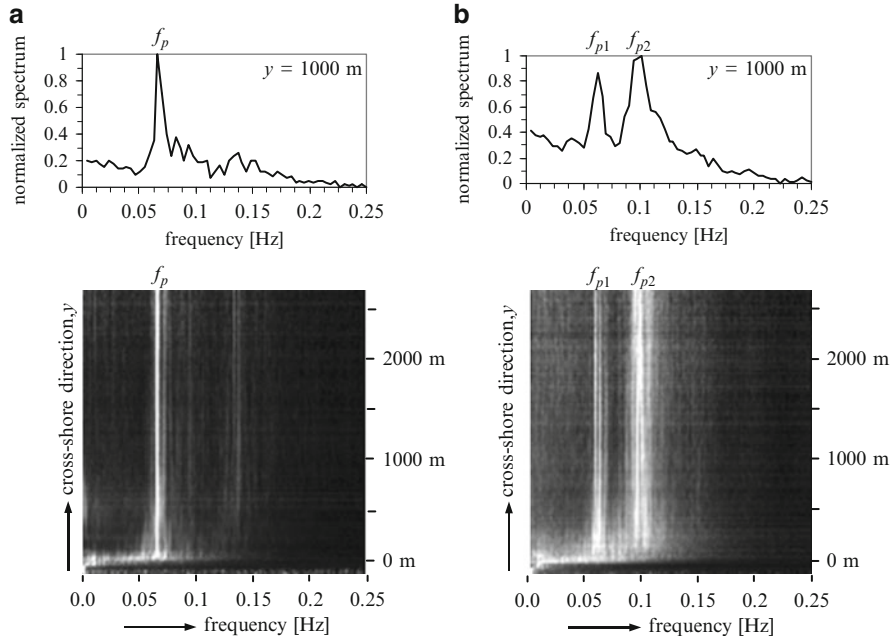 a
f_p
normalized spectrum
1
0.8
0.6
0.4
0.2
0
y = 1000 m
0 0.05 0.1 0.15 0.2 0.25
frequency [Hz]
f_p
cross-shore direction,y
2000 m
1000 m
0 m
0.0 0.05 0.1 0.15 0.2 0.25
frequency [Hz]
b
f_p1 f_p2
normalized spectrum
1
0.8
0.6
0.4
0.2
0
y = 1000 m
0 0.05 0.1 0.15 0.2 0.25
frequency [Hz]
f_p1 f_p2
cross-shore direction,y
2000 m
1000 m
0 m
0.0 0.05 0.1 0.15 0.2 0.25
frequency [Hz]